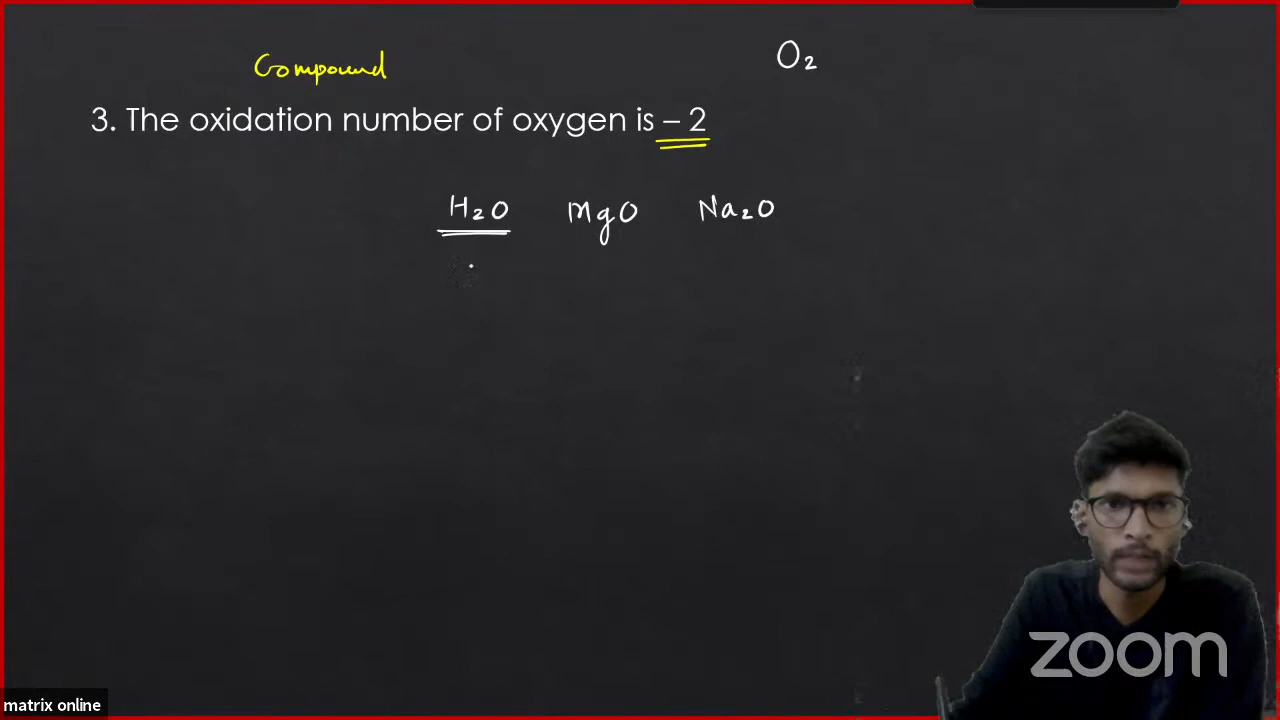 Compound
O₂
3. The oxidation number of oxygen is – 2
H₂O MgO Na₂O
zoom
matrix online